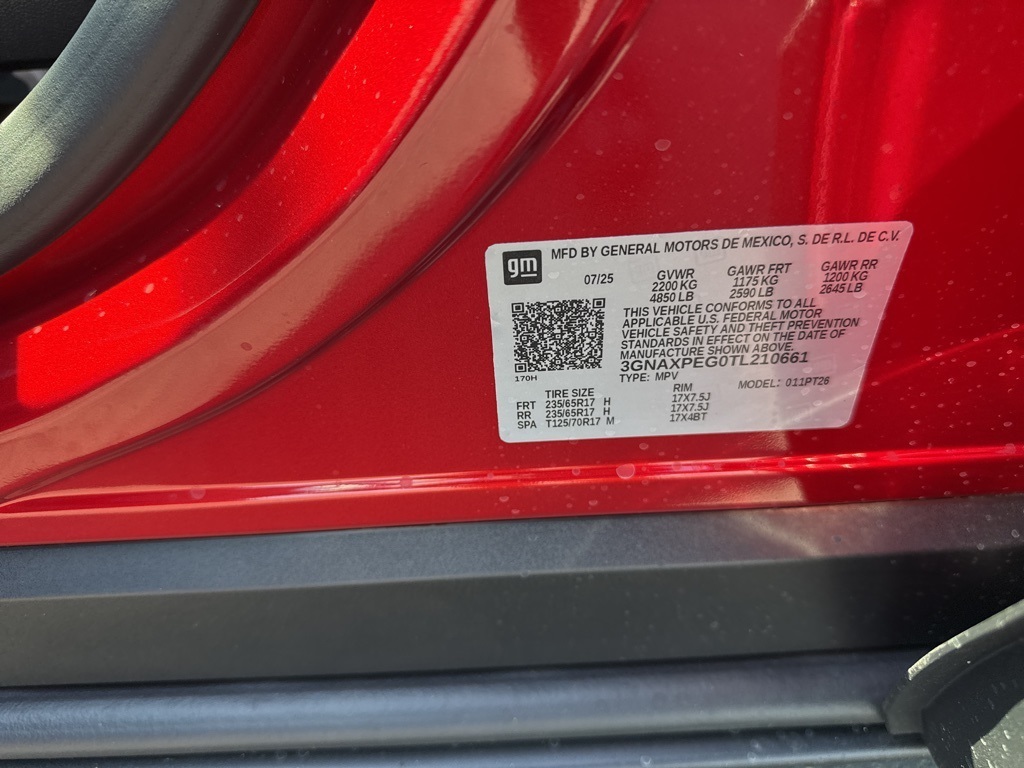 gm
MFD BY GENERAL MOTORS DE MEXICO, S. DE R.L. DE C.V.
07/25 GVWR GAWR FRT GAWR RR
2200 KG 1175 KG 1200 KG
4850 LB 2590 LB 2645 LB
THIS VEHICLE CONFORMS TO ALL
APPLICABLE U.S. FEDERAL MOTOR
VEHICLE SAFETY AND THEFT PREVENTION
STANDARDS IN EFFECT ON THE DATE OF
MANUFACTURE SHOWN ABOVE.
3GNAXPEG0TL210661
170H
TYPE: MPV MODEL: 011PT26
TIRE SIZE RIM
FRT 235/65R17 H 17X7.5J
RR 235/65R17 H 17X7.5J
SPA T125/70R17 M 17X4BT